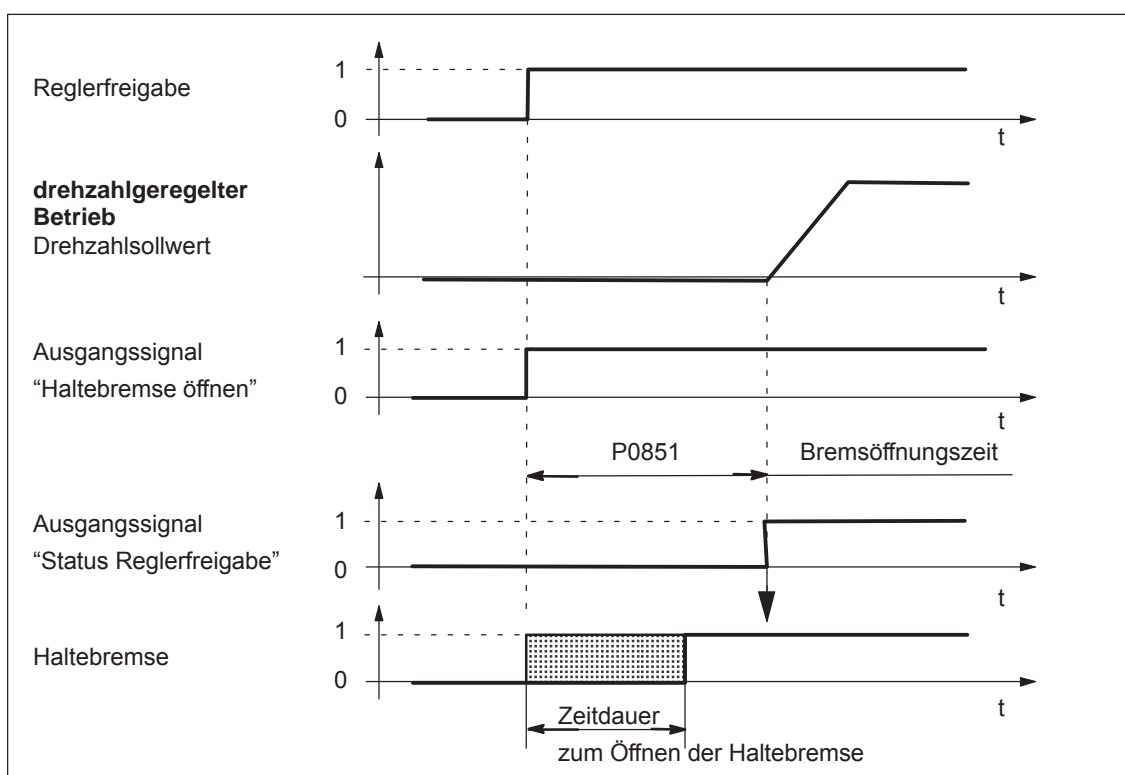 Reglerfreigabe
1
0
t
drehzahlgeregelter
Betrieb
Drehzahlsollwert
t
Ausgangssignal
“Haltebremse öffnen”
1
0
t
P0851
Bremsöffnungszeit
Ausgangssignal
“Status Reglerfreigabe”
1
0
t
Haltebremse
1
0
t
Zeitdauer
zum Öffnen der Haltebremse